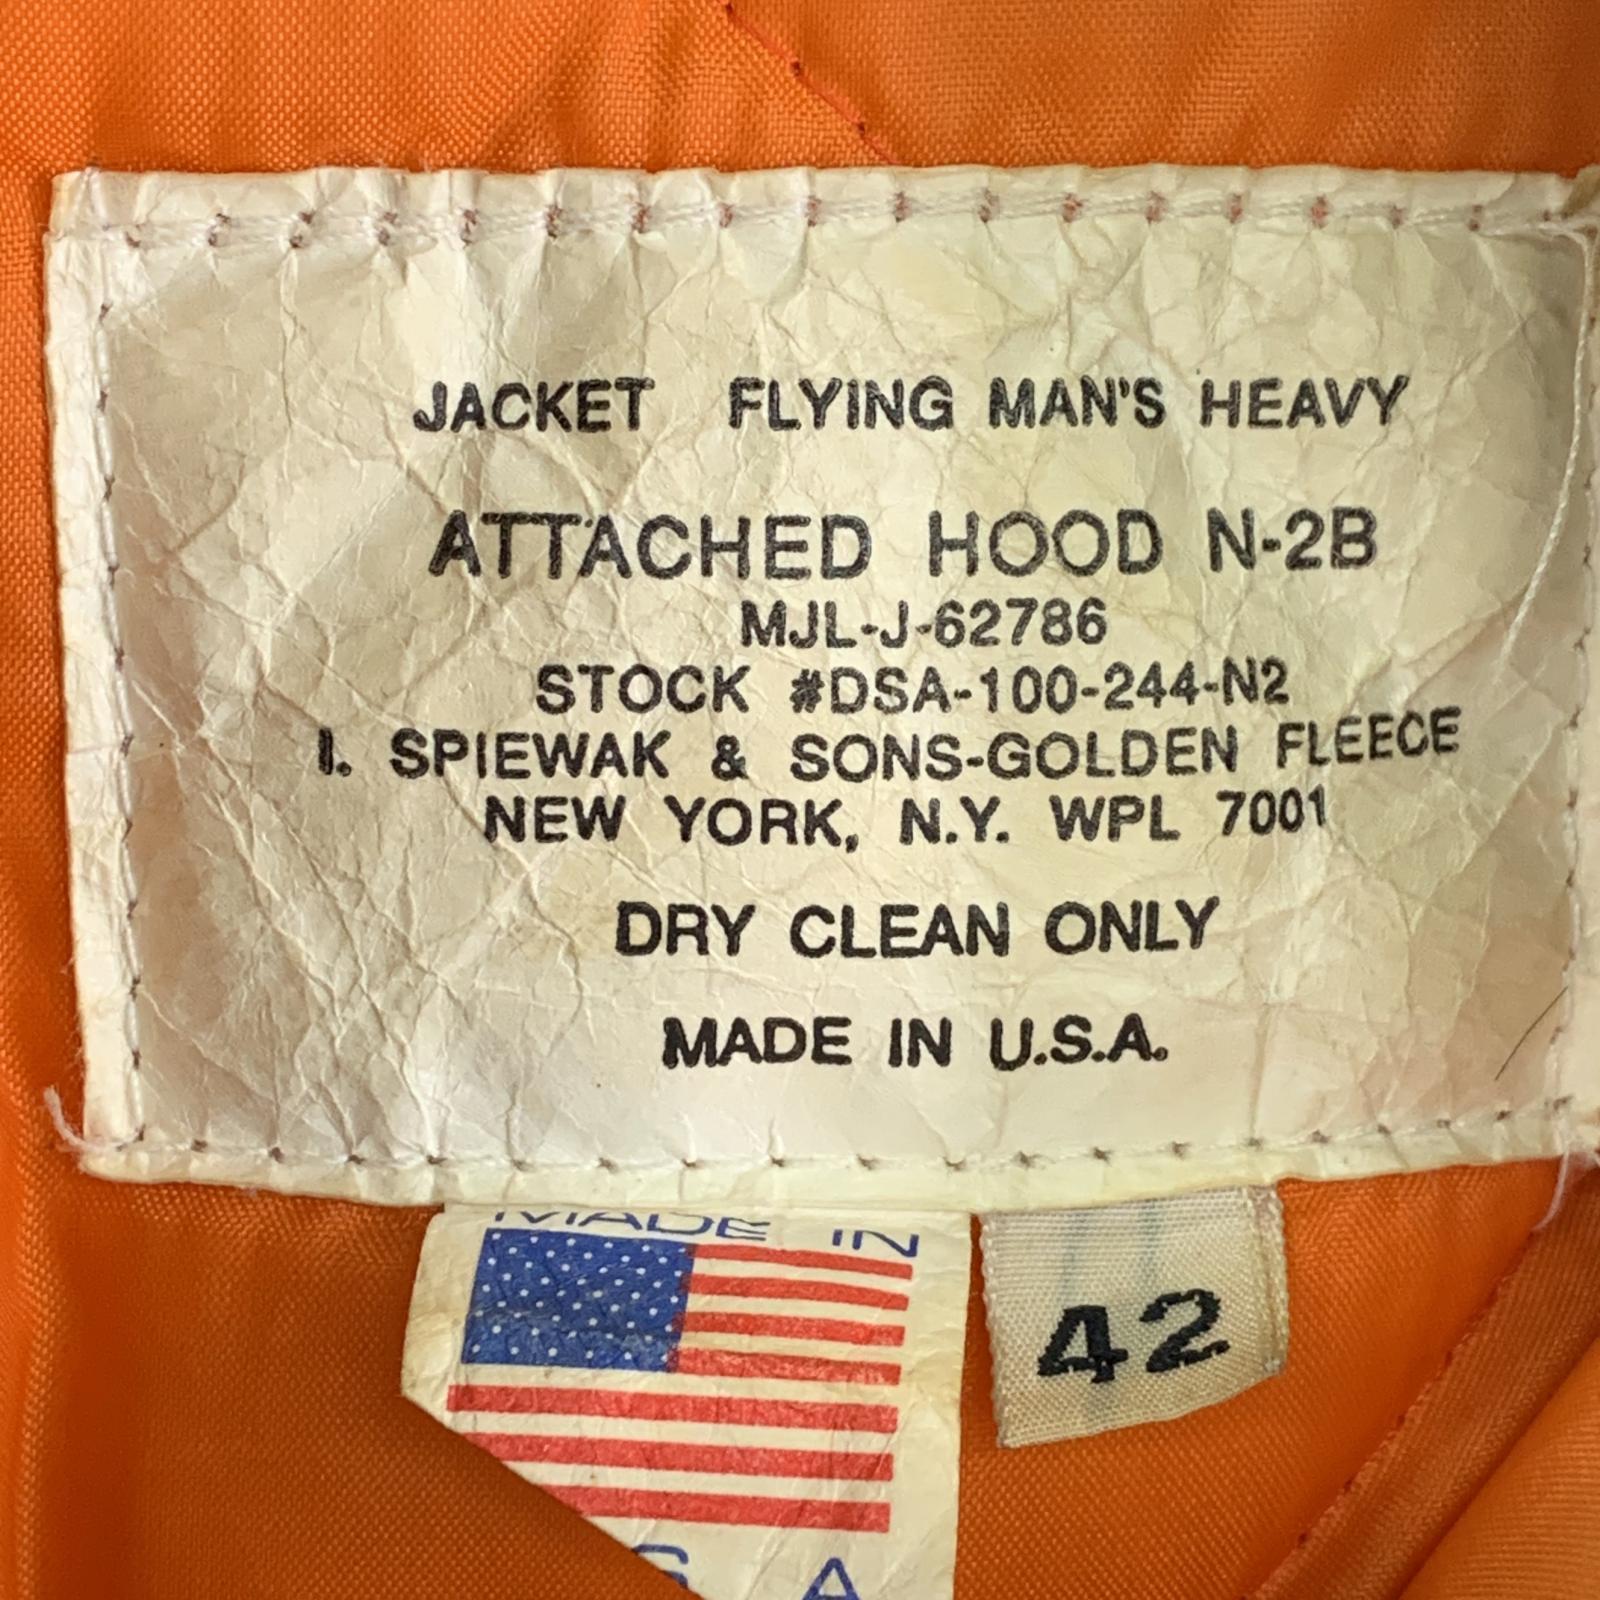 JACKET FLYING MAN'S HEAVY
ATTACHED HOOD N-2B
MJL-J-62786
STOCK #DSA-100-244-N2
I. SPIEWAK & SONS-GOLDEN FLEECE
NEW YORK, N.Y. WPL 7001
DRY CLEAN ONLY
MADE IN U.S.A.
MADE IN
S A
42